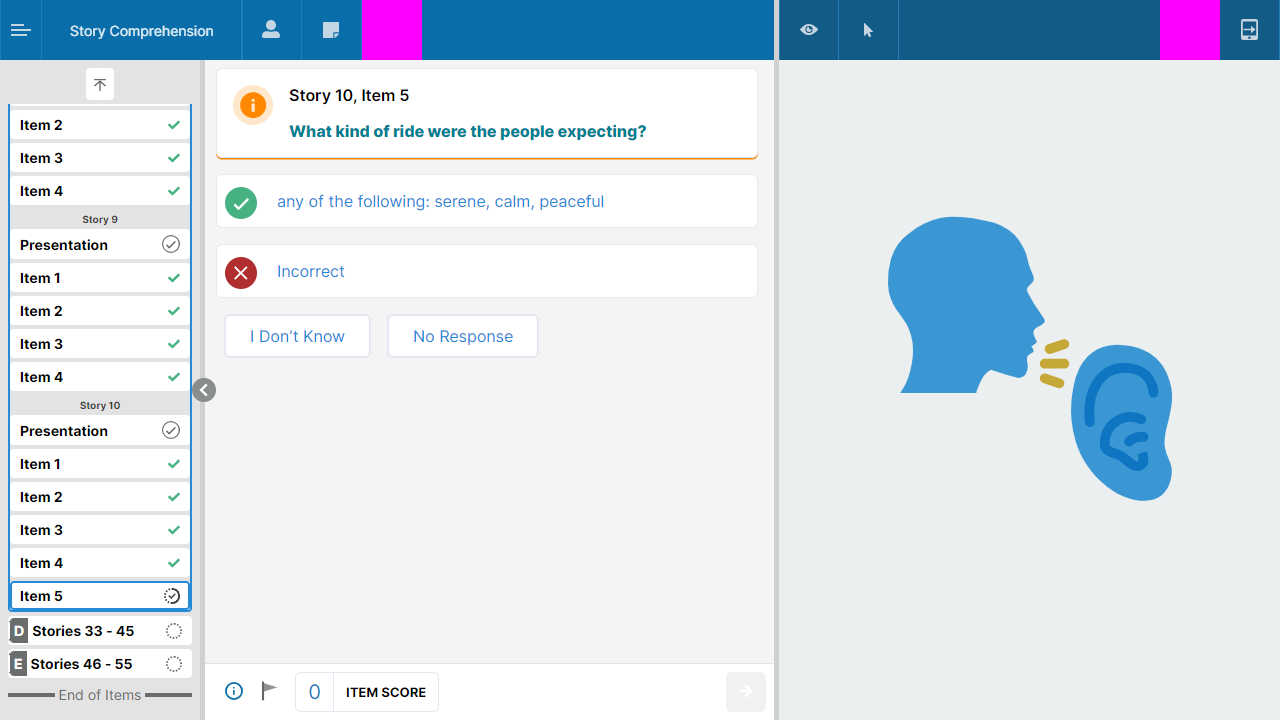 Story Comprehension
Item 2
Item 3
Item 4
Story 9
Presentation
Item 1
Item 2
Item 3
Item 4
Story 10
Presentation
Item 1
Item 2
Item 3
Item 4
Item 5
D Stories 33 - 45
E Stories 46 - 55
End of Items
Story 10, Item 5
What kind of ride were the people expecting?
any of the following: serene, calm, peaceful
Incorrect
I Don’t Know
No Response
0 ITEM SCORE